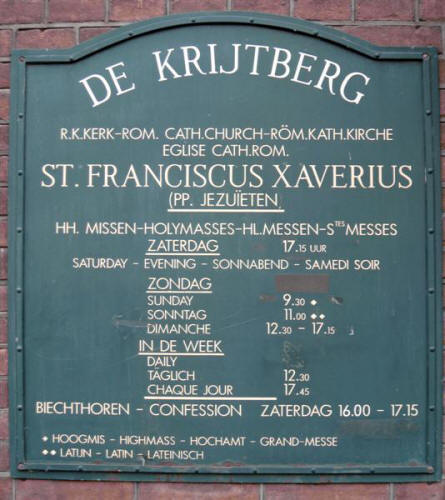 DE KRIJTBERG
R.K.KERK-ROM. CATH.CHURCH-RÖM.KATH.KIRCHE
EGLISE CATH.ROM.
ST. FRANCISCUS XAVERIUS
(PP. JEZUÏETEN)
HH. MISSEN-HOLYMASSES-HL.MESSEN-STES MESSES
ZATERDAG 17.15 UUR
SATURDAY - EVENING - SONNABEND - SAMEDI SOIR
ZONDAG
SUNDAY 9.30 ◆
SONNTAG 11.00 ◆◆
DIMANCHE 12.30 - 17.15
IN DE WEEK
DAILY
TÄGLICH 12.30
CHAQUE JOUR 17.45
BIECHTHOREN - CONFESSION ZATERDAG 16.00 - 17.15
◆ HOOGMIS - HIGHMASS - HOCHAMT - GRAND-MESSE
◆◆ LATIJN - LATIN - LATEINISCH